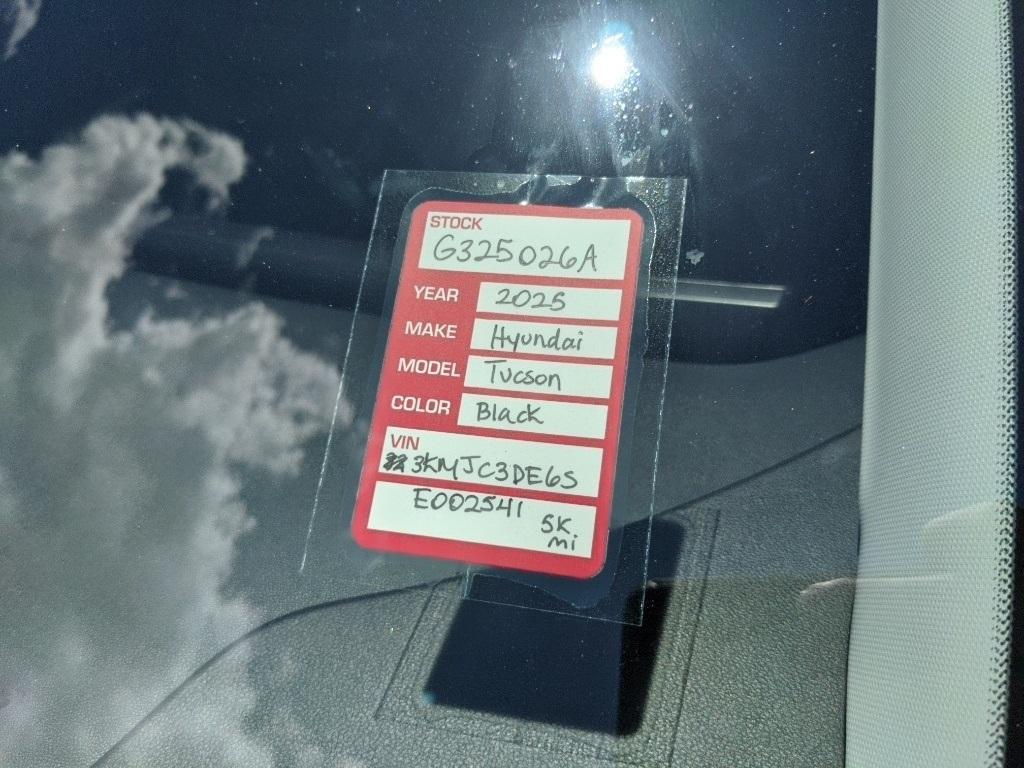 STOCK
G325026A
YEAR 2025
MAKE Hyundai
MODEL Tucson
COLOR Black
VIN
3KMJC3DE6S
E002541
5K
mi